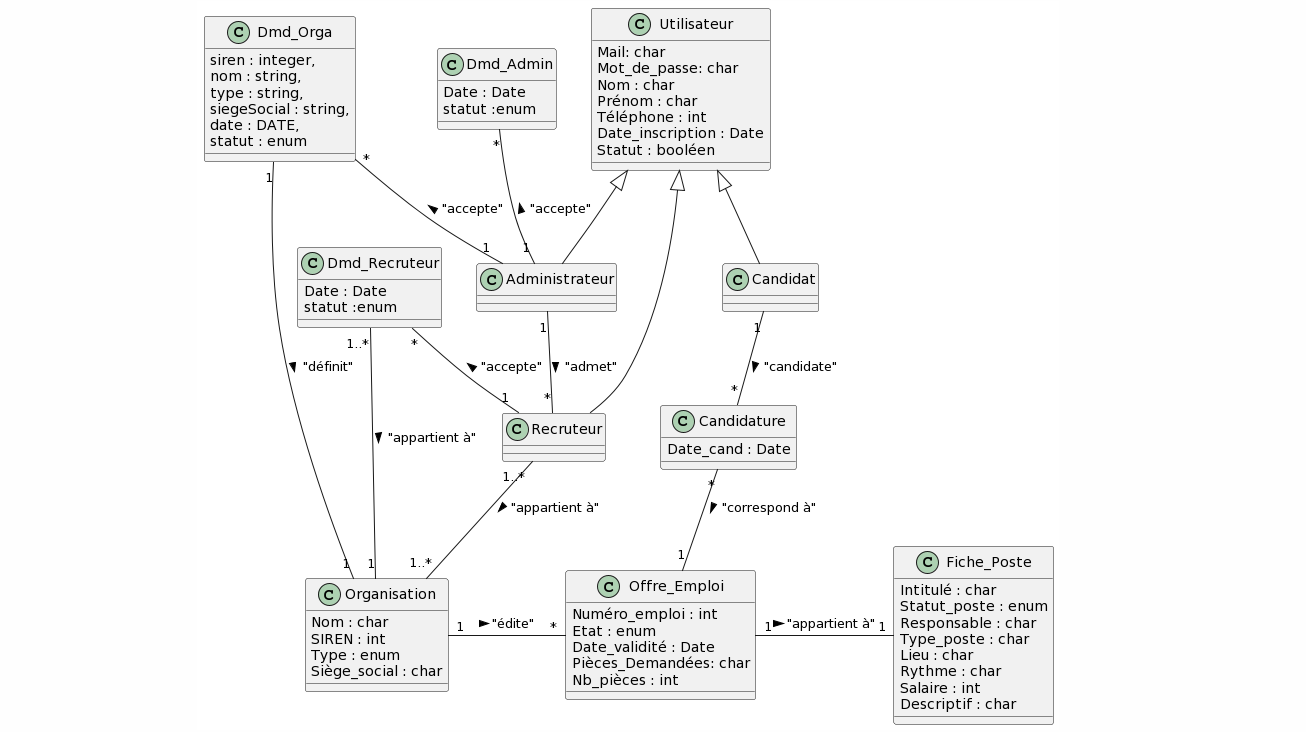 C Dmd_Orga
siren : integer,
nom : string,
type : string,
siegeSocial : string,
date : DATE,
statut : enum
C Dmd_Admin
Date : Date
statut :enum
C Utilisateur
Mail: char
Mot_de_passe: char
Nom : char
Prénom : char
Téléphone : int
Date_inscription : Date
Statut : booléen
*
1
*
"accepte"
"accepte"
1
1
C Dmd_Recruteur
Date : Date
statut :enum
C Administrateur
C Candidat
1..*
*
1
1
"définit"
"accepte"
"admet"
"candidate"
1
*
*
C Recruteur
C Candidature
Date_cand : Date
"appartient à"
1..*
*
"appartient à"
"correspond à"
1
1
1..*
1
C Organisation
Nom : char
SIREN : int
Type : enum
Siège_social : char
1
"édite"
*
C Offre_Emploi
Numéro_emploi : int
Etat : enum
Date_validité : Date
Pièces_Demandées: char
Nb_pièces : int
1
"appartient à"
1
C Fiche_Poste
Intitulé : char
Statut_poste : enum
Responsable : char
Type_poste : char
Lieu : char
Rythme : char
Salaire : int
Descriptif : char